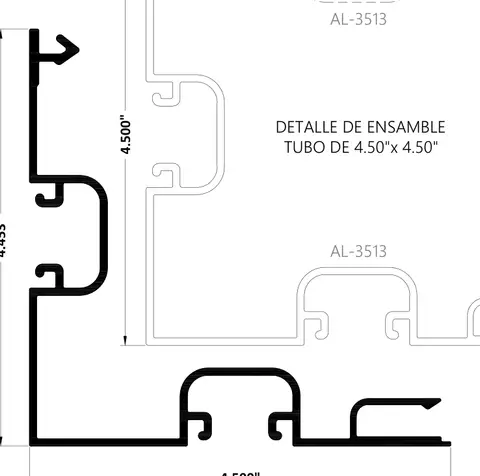 AL-3513
4.500"
DETALLE DE ENSAMBLE
TUBO DE 4.50"x 4.50"
AL-3513